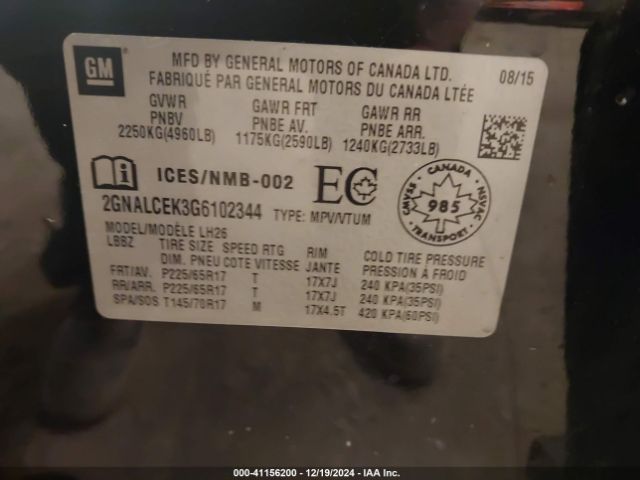 GM
MFD BY GENERAL MOTORS OF CANADA LTD.
FABRIQUÉ PAR GENERAL MOTORS DU CANADA LTÉE
08/15
GVWR GAWR FRT GAWR RR
PNBV PNBE AV. PNBE ARR.
2250KG(4960LB) 1175KG(2590LB) 1240KG(2733LB)
i ICES/NMB-002 EC
CANADA
CMVSS 985 NSVAC
TRANSPORT
2GNALCEK3G6102344 TYPE: MPV/VTUM
MODEL/MODÈLE LH26
LBBZ TIRE SIZE SPEED RTG RIM COLD TIRE PRESSURE
DIM. PNEU COTE VITESSE JANTE PRESSION À FROID
FRT/AV. P225/65R17 T 17X7J 240 KPA(35PSI)
RR/ARR. P225/65R17 T 17X7J 240 KPA(35PSI)
SPA/SOS T145/70R17 M 17X4.5T 420 KPA(60PSI)
000-41156200 - 12/19/2024 - IAA Inc.